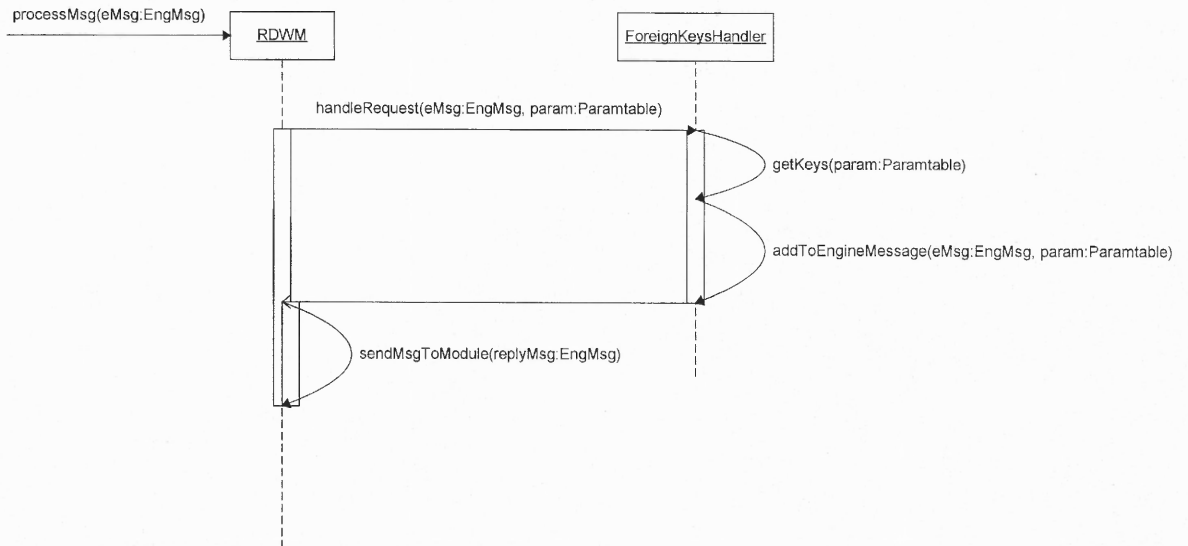 processMsg(eMsg:EngMsg)
RDWM
ForeignKeysHandler
handleRequest(eMsg:EngMsg, param:Paramtable)
getKeys(param:Paramtable)
addToEngineMessage(eMsg:EngMsg, param:Paramtable)
sendMsgToModule(replyMsg:EngMsg)